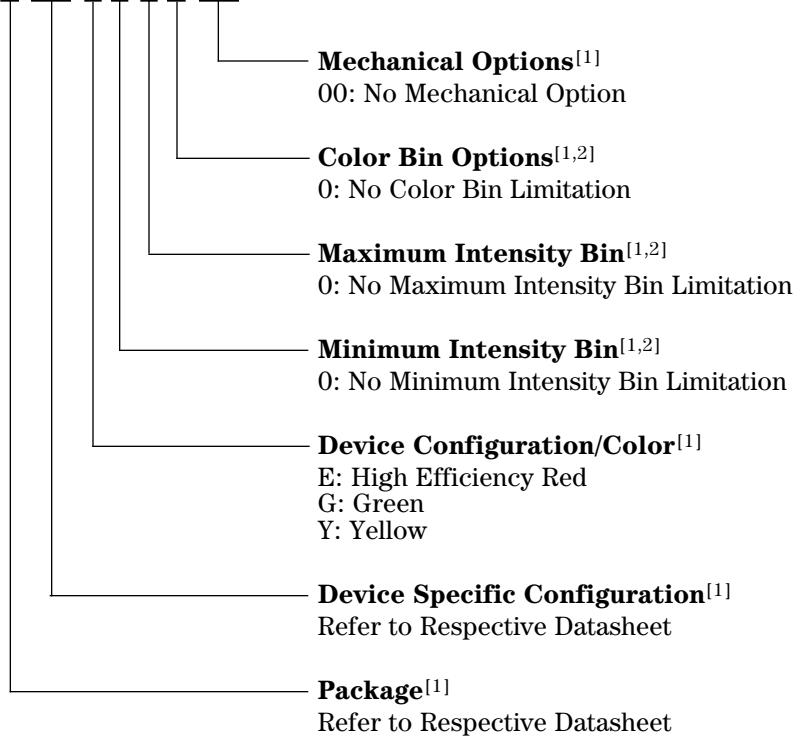 Mechanical Options[1]
00: No Mechanical Option
Color Bin Options[1,2]
0: No Color Bin Limitation
Maximum Intensity Bin[1,2]
0: No Maximum Intensity Bin Limitation
Minimum Intensity Bin[1,2]
0: No Minimum Intensity Bin Limitation
Device Configuration/Color[1]
E: High Efficiency Red
G: Green
Y: Yellow
Device Specific Configuration[1]
Refer to Respective Datasheet
Package[1]
Refer to Respective Datasheet